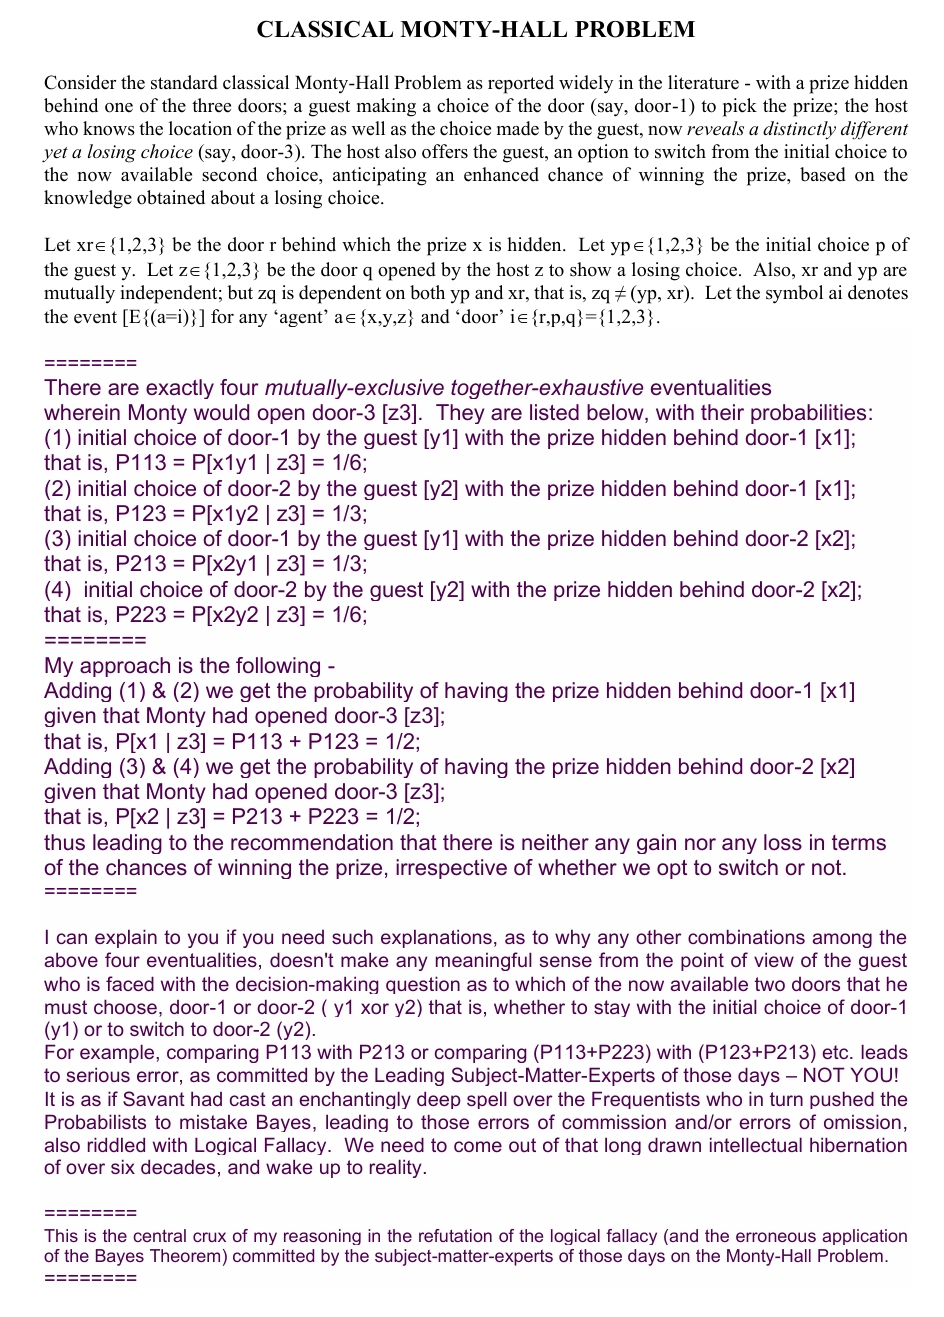 CLASSICAL MONTY-HALL PROBLEM
Consider the standard classical Monty-Hall Problem as reported widely in the literature - with a prize hidden
behind one of the three doors; a guest making a choice of the door (say, door-1) to pick the prize; the host
who knows the location of the prize as well as the choice made by the guest, now reveals a distinctly different
yet a losing choice (say, door-3). The host also offers the guest, an option to switch from the initial choice to
the now available second choice, anticipating an enhanced chance of winning the prize, based on the
knowledge obtained about a losing choice.
Let xr∈{1,2,3} be the door r behind which the prize x is hidden.  Let yp∈{1,2,3} be the initial choice p of
the guest y.  Let z∈{1,2,3} be the door q opened by the host z to show a losing choice.  Also, xr and yp are
mutually independent; but zq is dependent on both yp and xr, that is, zq ≠ (yp, xr).  Let the symbol ai denotes
the event [E{(a=i)}] for any ‘agent’ a∈{x,y,z} and ‘door’ i∈{r,p,q}={1,2,3}.
========
There are exactly four mutually-exclusive together-exhaustive eventualities
wherein Monty would open door-3 [z3].  They are listed below, with their probabilities:
(1) initial choice of door-1 by the guest [y1] with the prize hidden behind door-1 [x1];
that is, P113 = P[x1y1 | z3] = 1/6;
(2) initial choice of door-2 by the guest [y2] with the prize hidden behind door-1 [x1];
that is, P123 = P[x1y2 | z3] = 1/3;
(3) initial choice of door-1 by the guest [y1] with the prize hidden behind door-2 [x2];
that is, P213 = P[x2y1 | z3] = 1/3;
(4)  initial choice of door-2 by the guest [y2] with the prize hidden behind door-2 [x2];
that is, P223 = P[x2y2 | z3] = 1/6;
========
My approach is the following -
Adding (1) & (2) we get the probability of having the prize hidden behind door-1 [x1]
given that Monty had opened door-3 [z3];
that is, P[x1 | z3] = P113 + P123 = 1/2;
Adding (3) & (4) we get the probability of having the prize hidden behind door-2 [x2]
given that Monty had opened door-3 [z3];
that is, P[x2 | z3] = P213 + P223 = 1/2;
thus leading to the recommendation that there is neither any gain nor any loss in terms
of the chances of winning the prize, irrespective of whether we opt to switch or not.
========
I can explain to you if you need such explanations, as to why any other combinations among the
above four eventualities, doesn't make any meaningful sense from the point of view of the guest
who is faced with the decision-making question as to which of the now available two doors that he
must choose, door-1 or door-2 ( y1 xor y2) that is, whether to stay with the initial choice of door-1
(y1) or to switch to door-2 (y2).
For example, comparing P113 with P213 or comparing (P113+P223) with (P123+P213) etc. leads
to serious error, as committed by the Leading Subject-Matter-Experts of those days – NOT YOU!
It is as if Savant had cast an enchantingly deep spell over the Frequentists who in turn pushed the
Probabilists to mistake Bayes, leading to those errors of commission and/or errors of omission,
also riddled with Logical Fallacy.  We need to come out of that long drawn intellectual hibernation
of over six decades, and wake up to reality.
========
This is the central crux of my reasoning in the refutation of the logical fallacy (and the erroneous application
of the Bayes Theorem) committed by the subject-matter-experts of those days on the Monty-Hall Problem.
========